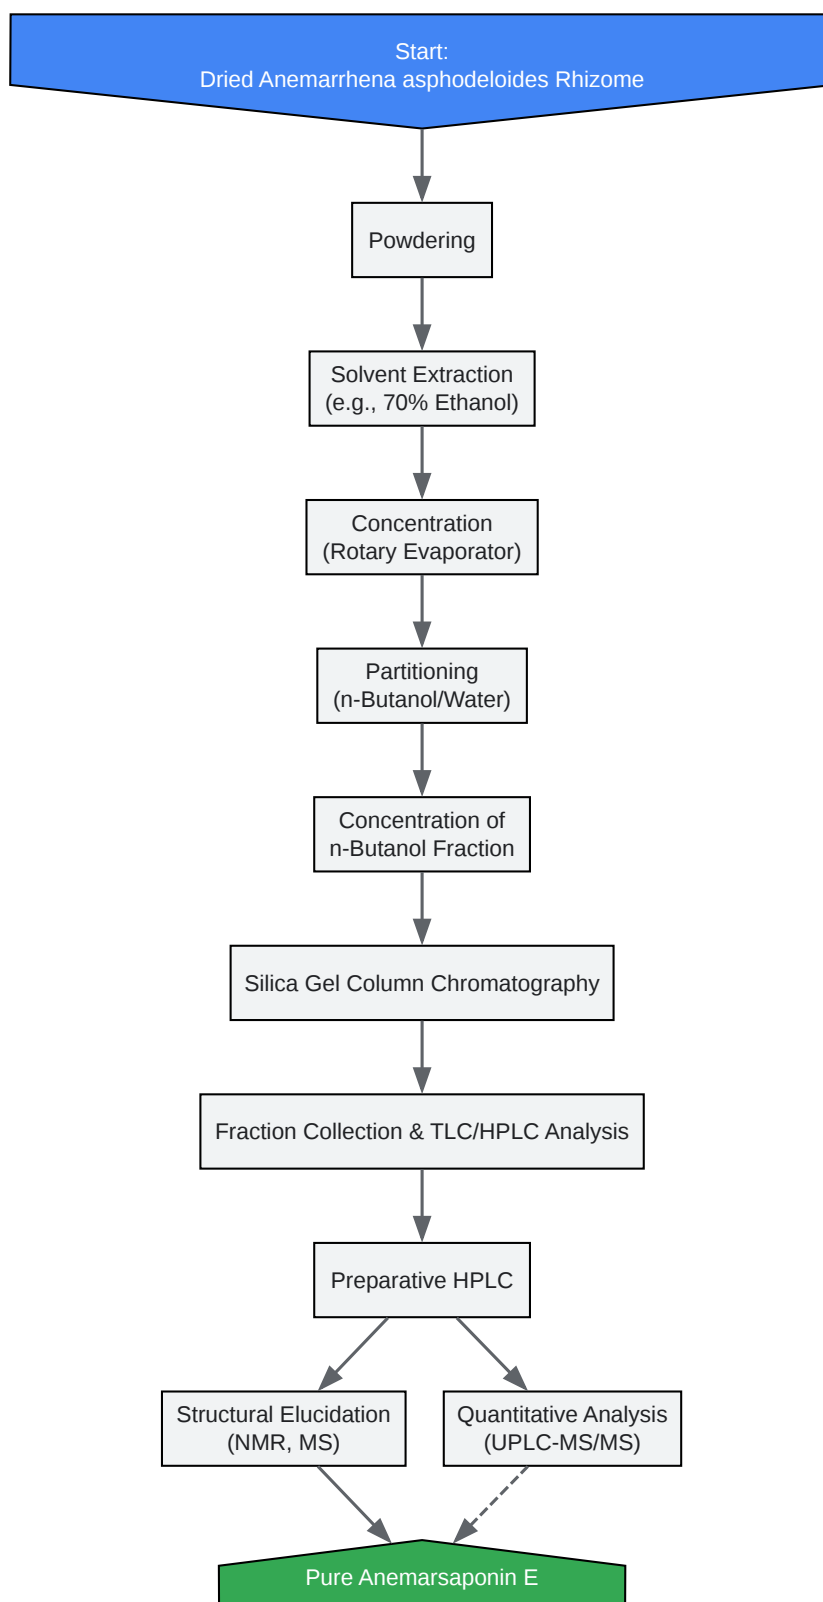 Start:
Dried Anemarrhena asphodeloides Rhizome
Powdering
Solvent Extraction
(e.g., 70% Ethanol)
Concentration
(Rotary Evaporator)
Partitioning
(n-Butanol/Water)
Concentration of
n-Butanol Fraction
Silica Gel Column Chromatography
Fraction Collection & TLC/HPLC Analysis
Preparative HPLC
Structural Elucidation
(NMR, MS)
Quantitative Analysis
(UPLC-MS/MS)
Pure Anemarsaponin E